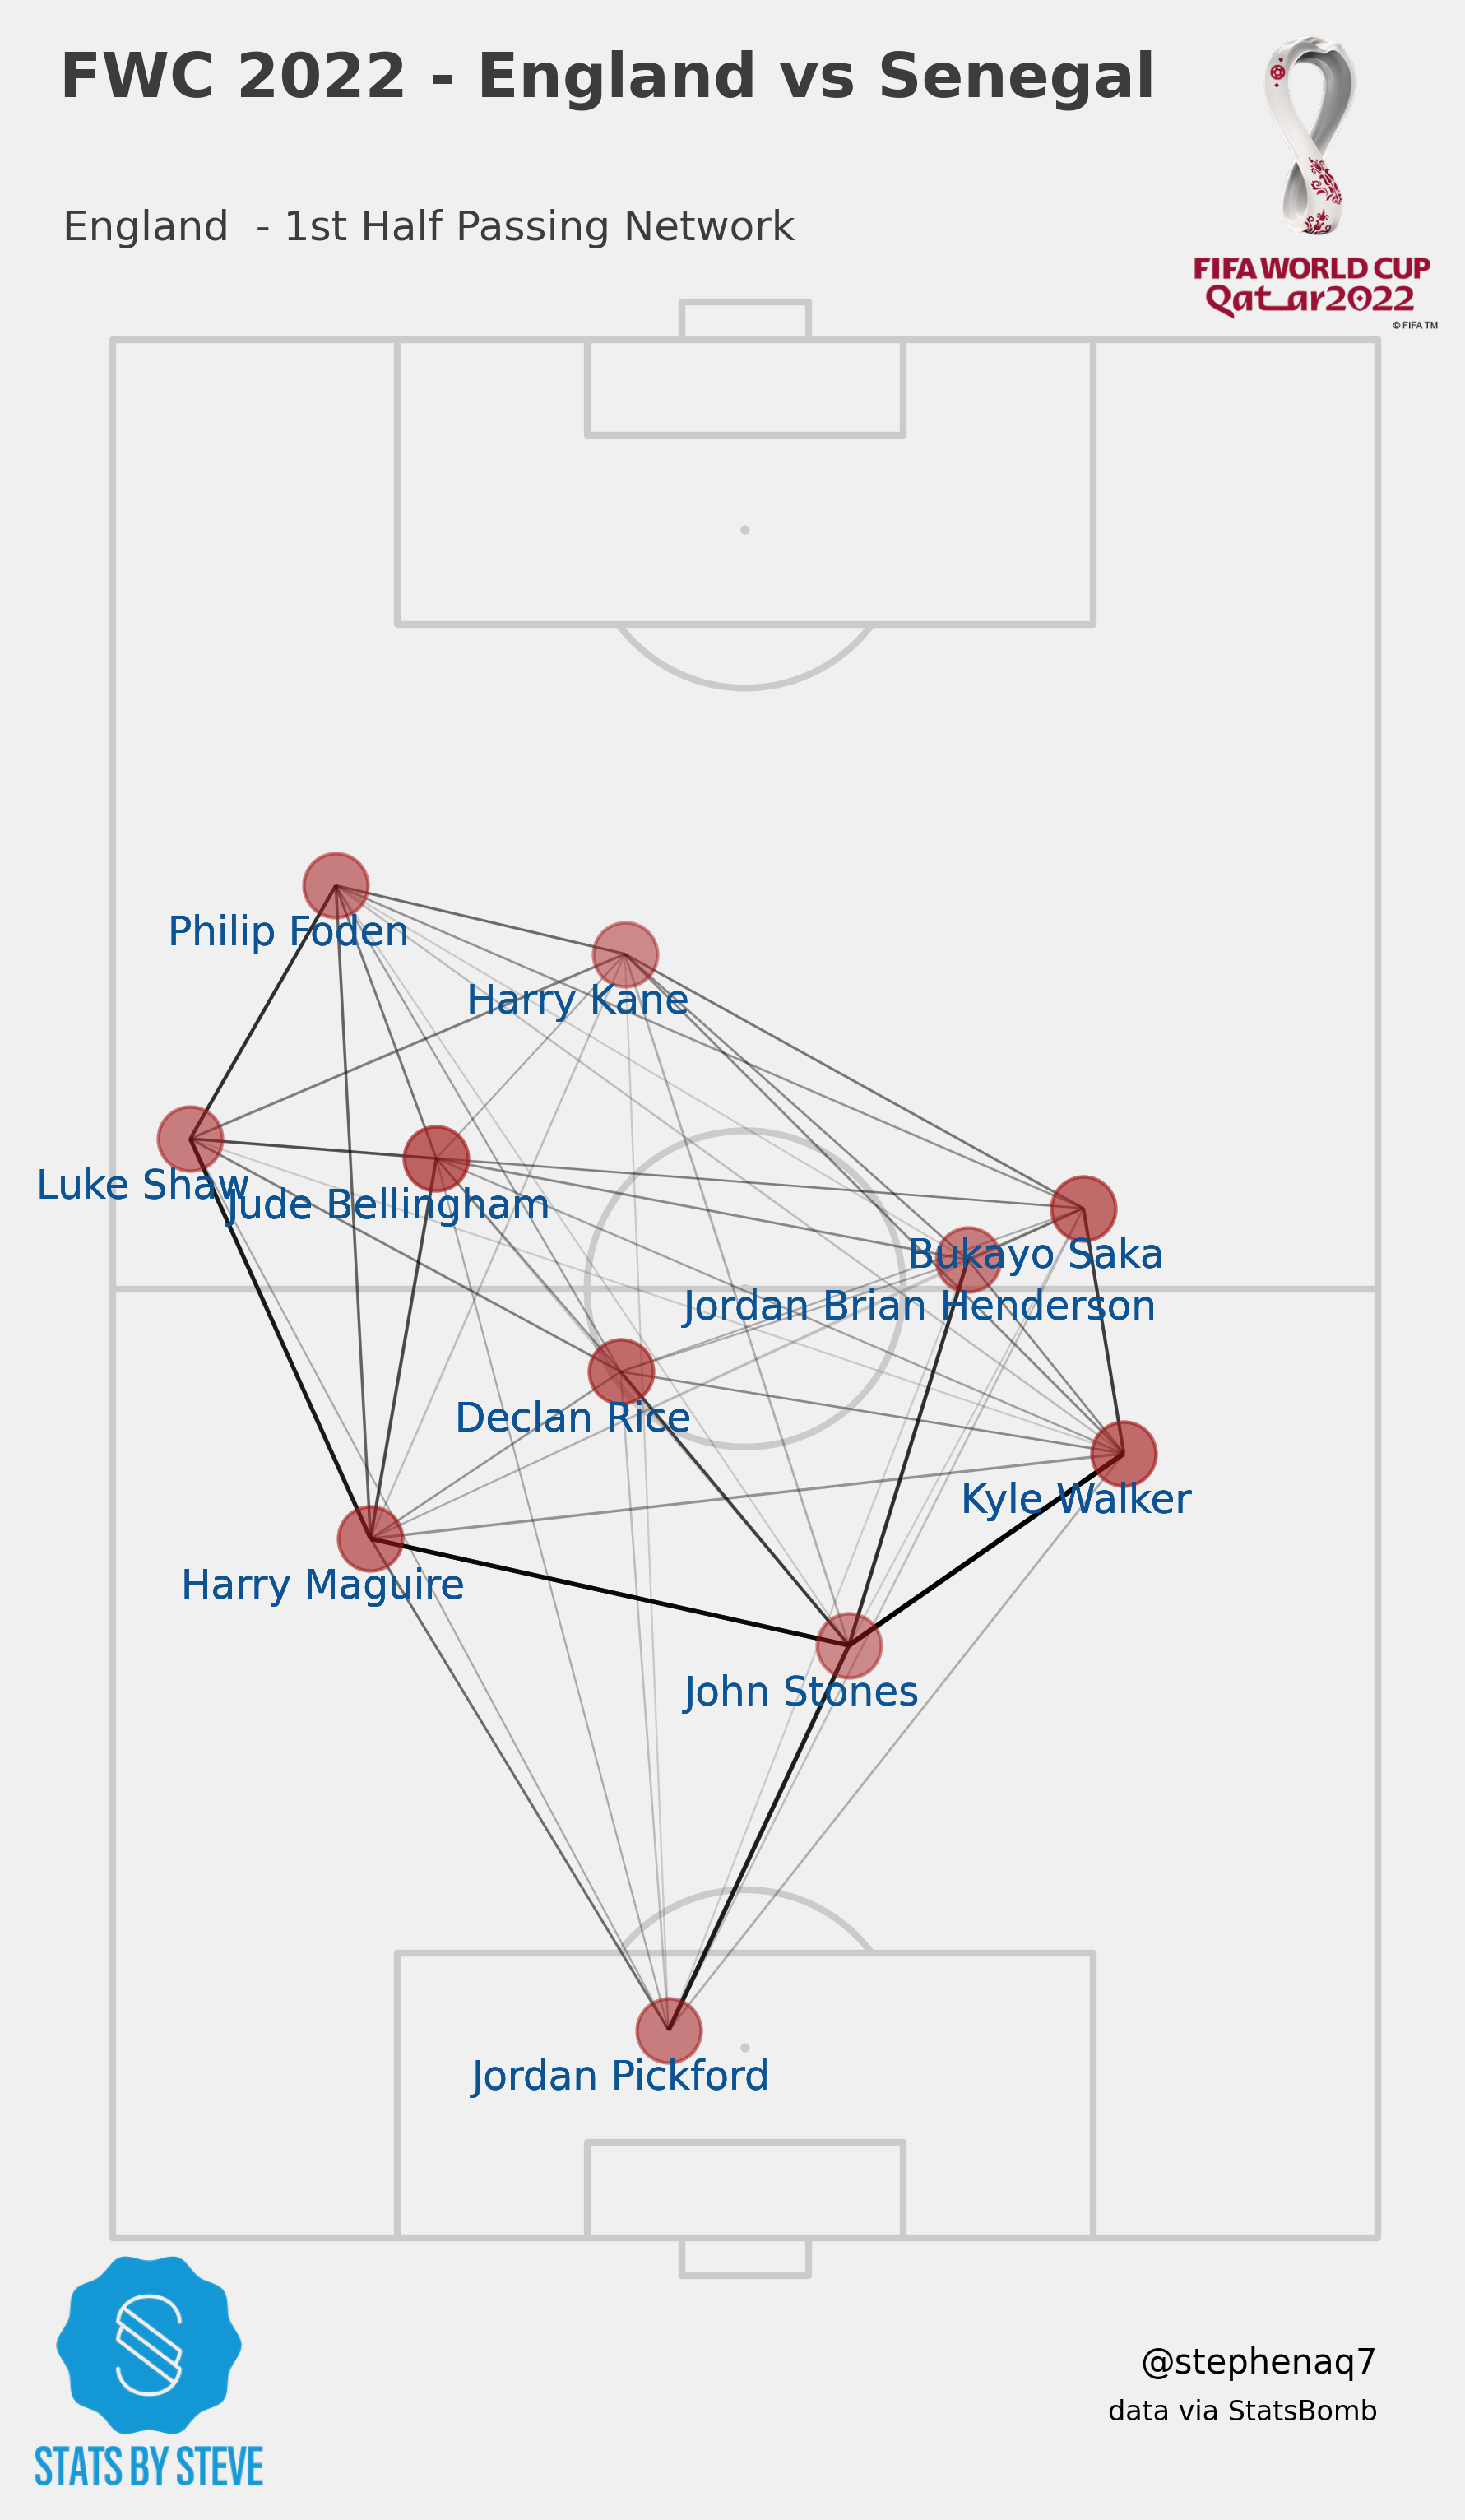 FWC 2022 - England vs Senegal
England - 1st Half Passing Network
FIFA WORLD CUP
Qatar2022
© FIFA TM
Philip Foden
Harry Kane
Luke Shaw
Jude Bellingham
Bukayo Saka
Jordan Brian Henderson
Declan Rice
Kyle Walker
Harry Maguire
John Stones
Jordan Pickford
@stephenaq7
data via StatsBomb
STATS BY STEVE